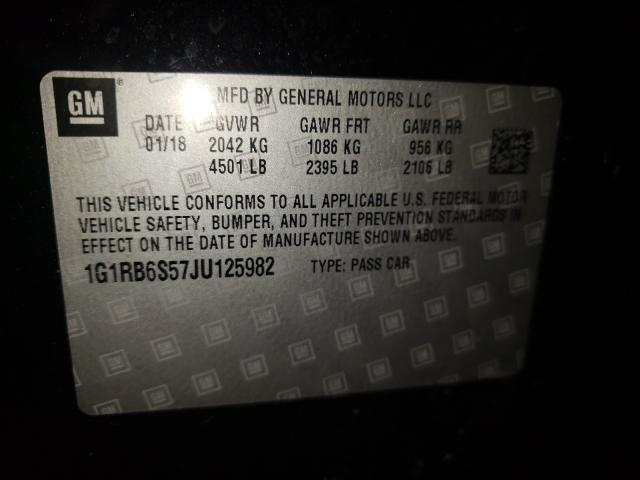 GM ® MFD BY GENERAL MOTORS LLC
DATE GVWR GAWR FRT GAWR RR
01/18 2042 KG 1086 KG 956 KG
4501 LB 2395 LB 2106 LB
THIS VEHICLE CONFORMS TO ALL APPLICABLE U.S. FEDERAL MOTOR
VEHICLE SAFETY, BUMPER, AND THEFT PREVENTION STANDARDS IN
EFFECT ON THE DATE OF MANUFACTURE SHOWN ABOVE.
1G1RB6S57JU125982 TYPE: PASS CAR